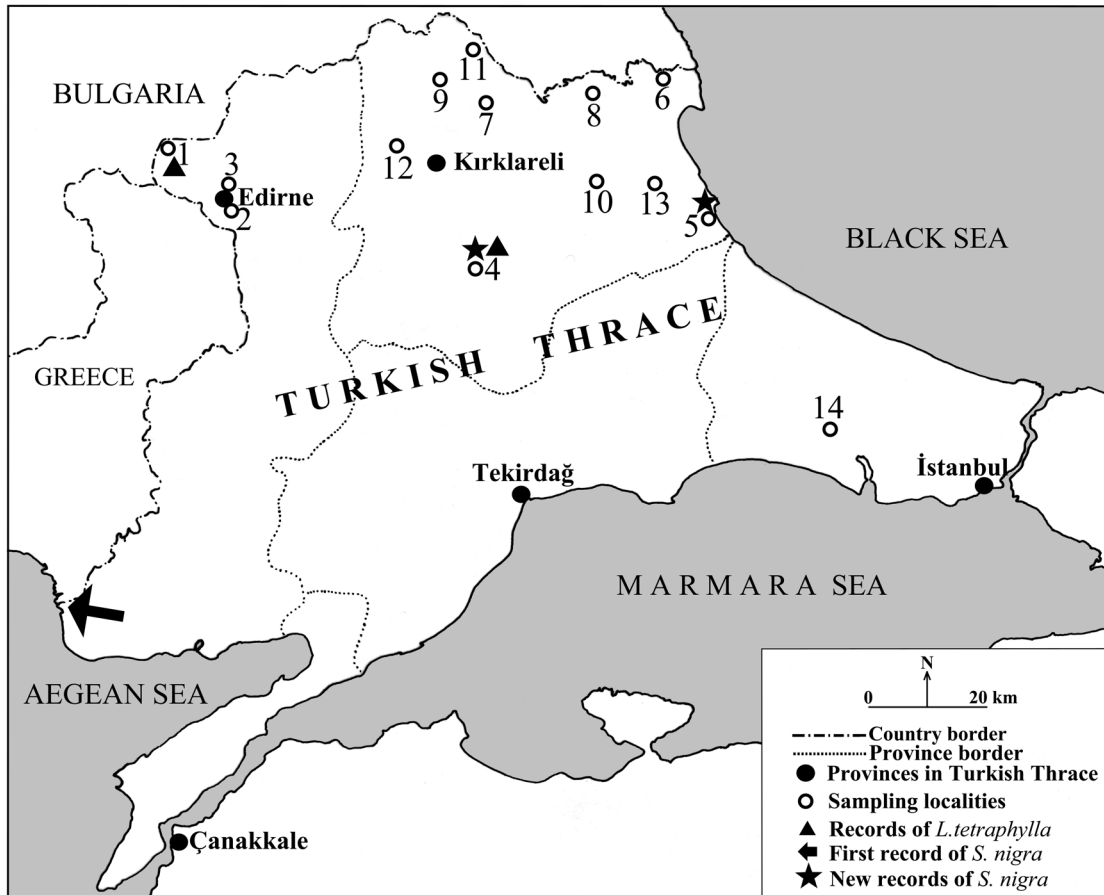 11
BULGARIA
9
7
8
6
1
12
Kırklareli
3
Edirne
2
10
13
5
BLACK SEA
4
TURKISH THRACE
GREECE
14
Tekirdağ
İstanbul
MARMARA SEA
AEGEAN SEA
Çanakkale
N
0 20 km
Country border
Province border
Provinces in Turkish Thrace
Sampling localities
Records of L.tetraphylla
First record of S. nigra
New records of S. nigra